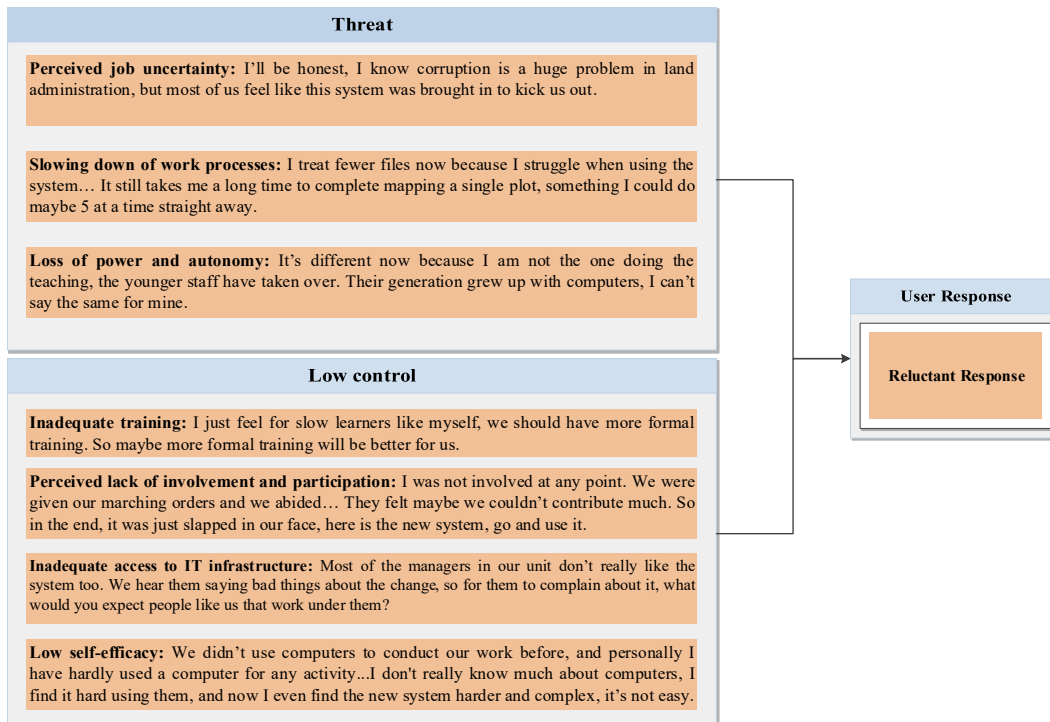 Threat
Perceived job uncertainty: I’ll be honest, I know corruption is a huge problem in land
administration, but most of us feel like this system was brought in to kick us out.
Slowing down of work processes: I treat fewer files now because I struggle when using the
system… It still takes me a long time to complete mapping a single plot, something I could do
maybe 5 at a time straight away.
Loss of power and autonomy: It’s different now because I am not the one doing the
teaching, the younger staff have taken over. Their generation grew up with computers, I can’t
say the same for mine.
Low control
Inadequate training: I just feel for slow learners like myself, we should have more formal
training. So maybe more formal training will be better for us.
Perceived lack of involvement and participation: I was not involved at any point. We were
given our marching orders and we abided… They felt maybe we couldn’t contribute much. So
in the end, it was just slapped in our face, here is the new system, go and use it.
Inadequate access to IT infrastructure: Most of the managers in our unit don’t really like the
system too. We hear them saying bad things about the change, so for them to complain about it, what
would you expect people like us that work under them?
Low self-efficacy: We didn’t use computers to conduct our work before, and personally I
have hardly used a computer for any activity...I don't really know much about computers, I
find it hard using them, and now I even find the new system harder and complex, it’s not easy.
User Response
Reluctant Response